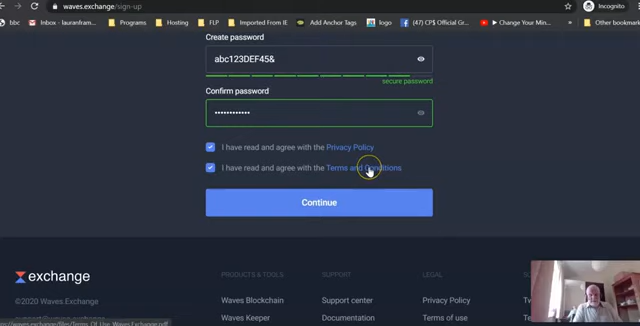 waves.exchange/sign-up
Incognito
bbc
lauranfram...
Programs
Hosting
FLP
Imported From IE
Add Anchor Tags
logo
(47) CP$ Official Gr...
Change Your Min...
»
Other bookmark
Create password
abc123DEF45&
secure password
Confirm password
••••••••••••
I have read and agree with the Privacy Policy
I have read and agree with the Terms and Conditions
Continue
exchange
PRODUCTS & TOOLS
SUPPORT
LEGAL
©2020 Waves.Exchange
Waves Blockchain
Support center
Privacy Policy
Waves Keeper
Documentation
Terms of use